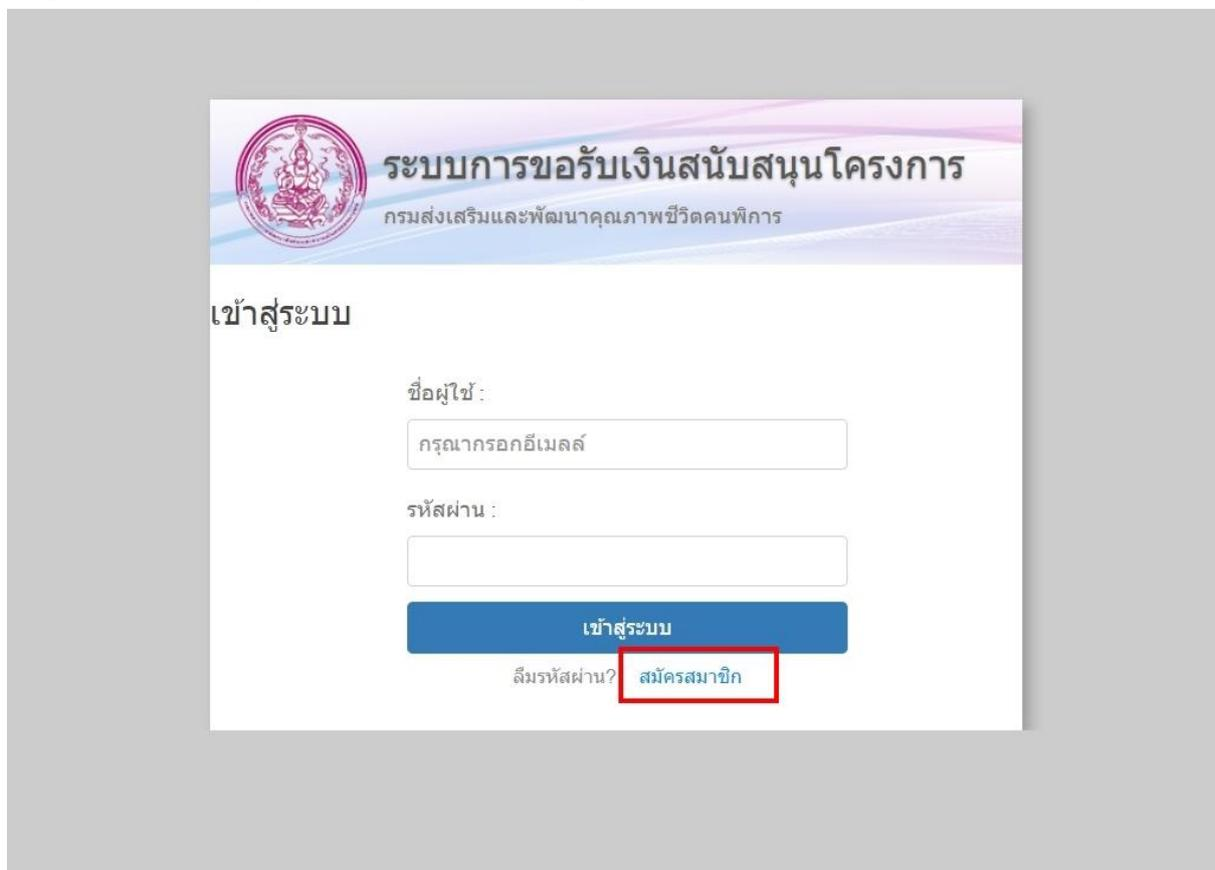 ระบบการขอรับเงินสนับสนุนโครงการ
กรมส่งเสริมและพัฒนาคุณภาพชีวิตคนพิการ
เข้าสู่ระบบ
ชื่อผู้ใช้ :
กรุณากรอกอีเมลล์
รหัสผ่าน :
เข้าสู่ระบบ
ลืมรหัสผ่าน? สมัครสมาชิก